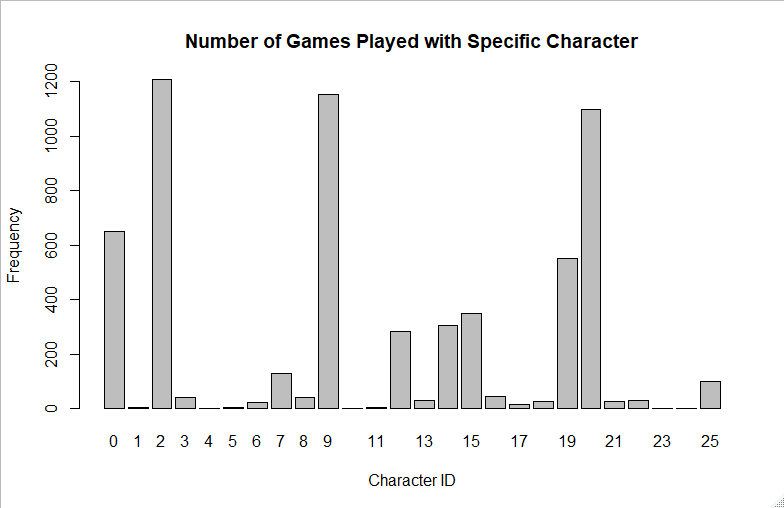 Number of Games Played with Specific Character
1200
1000
800
600
400
200
0
Frequency
0 1 2 3 4 5 6 7 8 9 11 13 15 17 19 21 23 25
Character ID